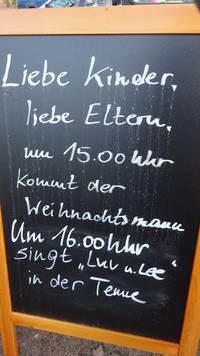 Liebe Kinder,
liebe Eltern,
um 15.00 Uhr
kommt der
Weihnachtsmann
Um 16.00 Uhr
singt „Luv u. Lee“
in der Tenne